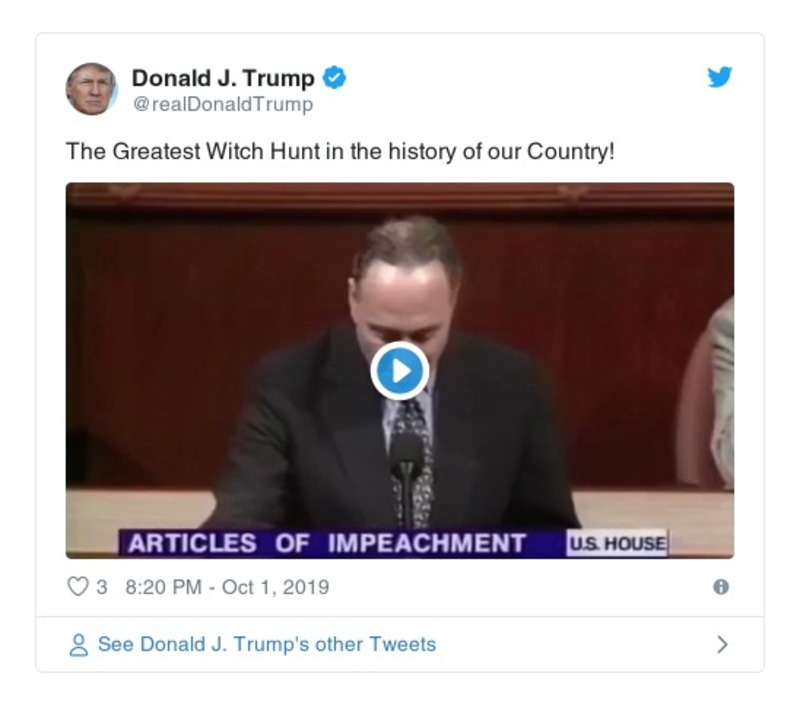 Donald J. Trump
@realDonaldTrump
The Greatest Witch Hunt in the history of our Country!
ARTICLES OF IMPEACHMENT U.S. HOUSE
3 8:20 PM - Oct 1, 2019
See Donald J. Trump's other Tweets